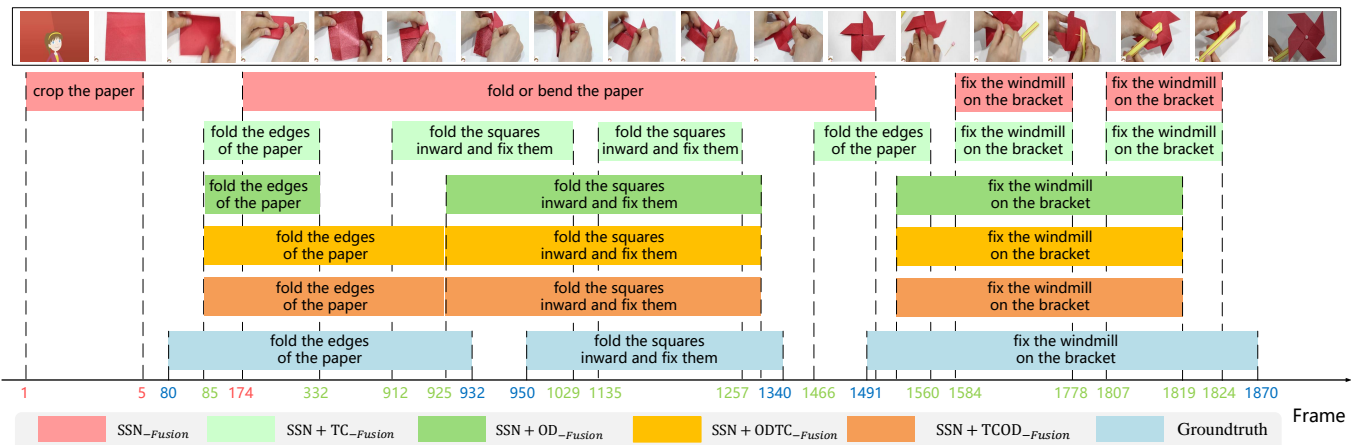 crop the paper
fold or bend the paper
fix the windmill
on the bracket
fix the windmill
on the bracket
fold the edges
of the paper
fold the squares
inward and fix them
fold the squares
inward and fix them
fold the edges
of the paper
fix the windmill
on the bracket
fix the windmill
on the bracket
fold the edges
of the paper
fold the squares
inward and fix them
fix the windmill
on the bracket
fold the edges
of the paper
fold the squares
inward and fix them
fix the windmill
on the bracket
fold the edges
of the paper
fold the squares
inward and fix them
fix the windmill
on the bracket
fold the edges
of the paper
fold the squares
inward and fix them
fix the windmill
on the bracket
1 5 80 85 174 332 912 925 932 950 1029 1135 1257 1340 1466 1491 1560 1584 1778 1807 1819 1824 1870
Frame
SSN_Fusion SSN + TC_Fusion SSN + OD_Fusion SSN + ODTC_Fusion SSN + TCOD_Fusion Groundtruth